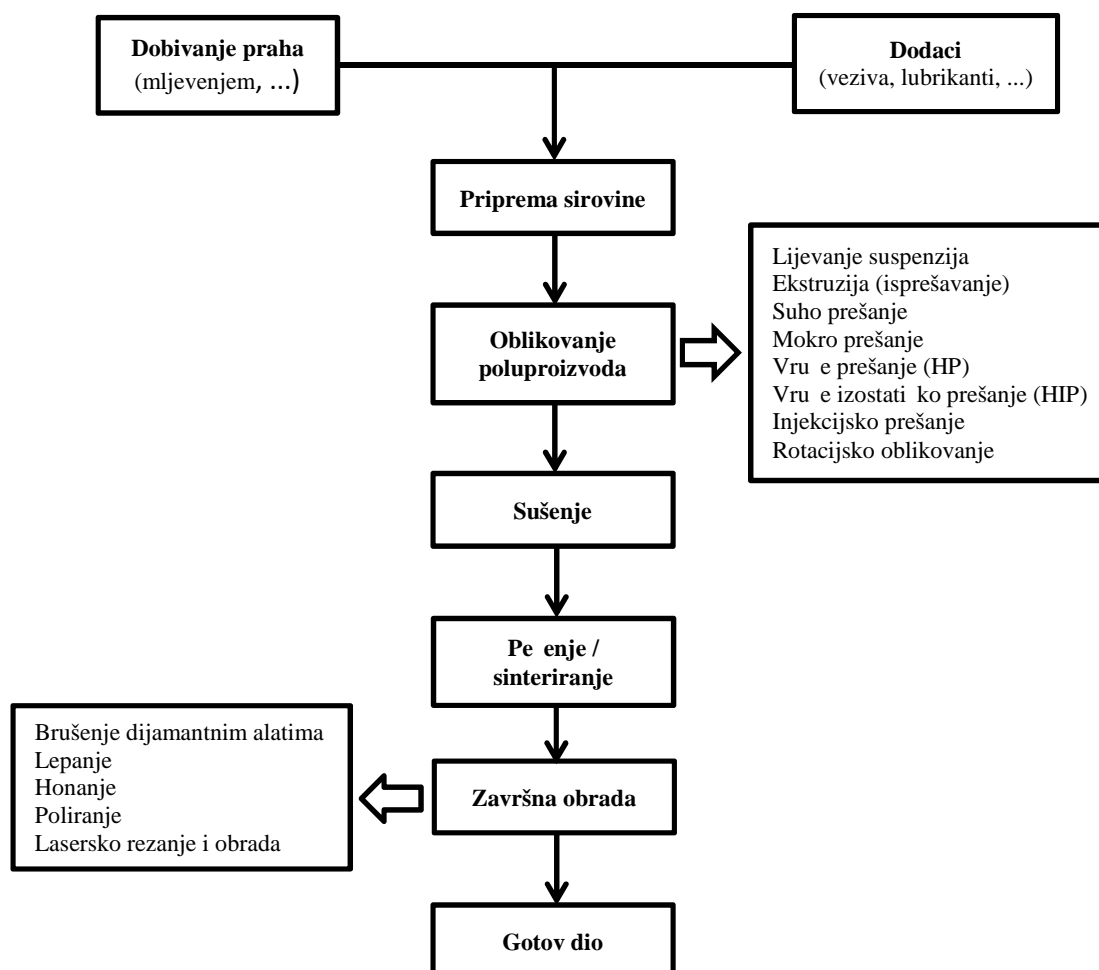 Dobivanje praha
(mljevenjem, ...)
Dodaci
(veziva, lubrikanti, ...)
Priprema sirovine
Oblikovanje
poluproizvoda
Lijevanje suspenzija
Ekstruzija (isprešavanje)
Suho prešanje
Mokro prešanje
Vru e prešanje (HP)
Vru e izostati ko prešanje (HIP)
Injekcijsko prešanje
Rotacijsko oblikovanje
Sušenje
Pe enje /
sinteriranje
Brušenje dijamantnim alatima
Lepanje
Honanje
Poliranje
Lasersko rezanje i obrada
Završna obrada
Gotov dio